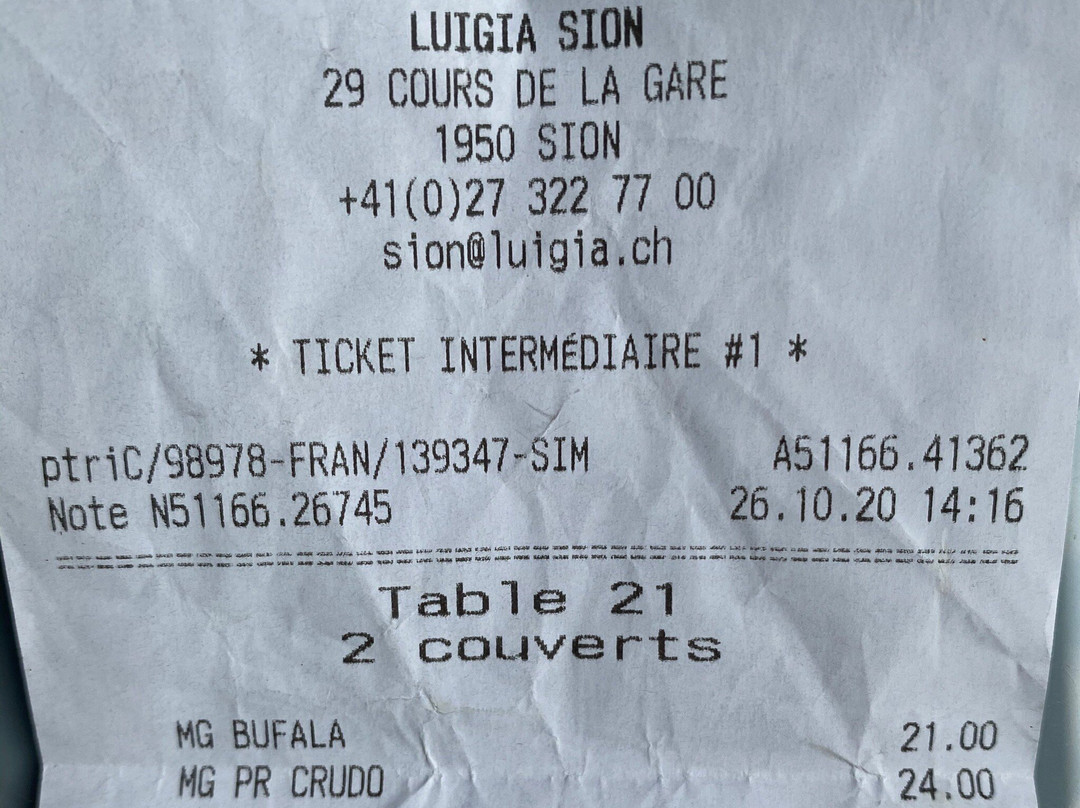 LUIGIA SION
29 COURS DE LA GARE
1950 SION
+41(0)27 322 77 00
sion@luigia.ch
* TICKET INTERMÉDIAIRE #1 *
ptriC/98978-FRAN/139347-SIM A51166.41362
Note N51166.26745 26.10.20 14:16
Table 21
2 couverts
MG BUFALA 21.00
MG PR CRUDO 24.00